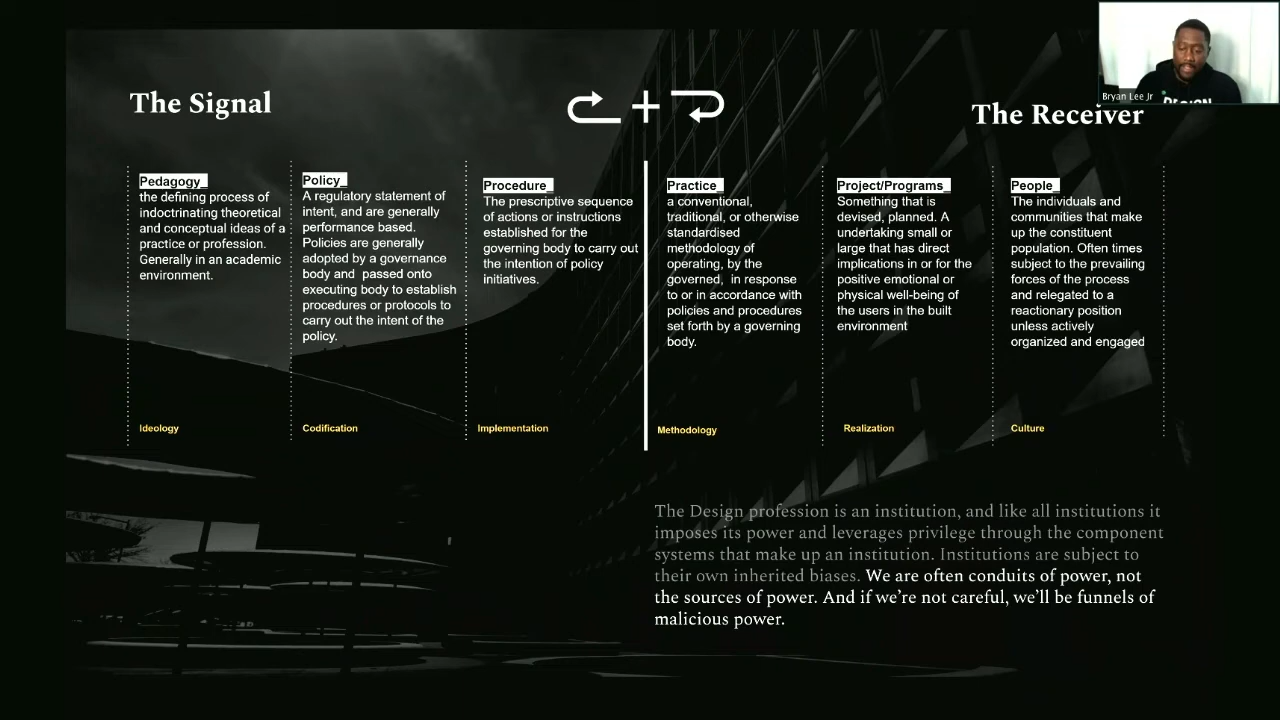 The Signal
The Receiver
Bryan Lee Jr
Pedagogy_
the defining process of
indoctrinating theoretical
and conceptual ideas of a
practice or profession.
Generally in an academic
environment.
Ideology
Policy_
A regulatory statement of
intent, and are generally
performance based.
Policies are generally
adopted by a governance
body and passed onto
executing body to establish
procedures or protocols to
carry out the intent of the
policy.
Codification
Procedure_
The prescriptive sequence
of actions or instructions
established for the
governing body to carry out
the intention of policy
initiatives.
Implementation
Practice_
a conventional,
traditional, or otherwise
standardised
methodology of
operating, by the
governed, in response
to or in accordance with
policies and procedures
set forth by a governing
body.
Methodology
Project/Programs_
Something that is
devised, planned. A
undertaking small or
large that has direct
implications in or for the
positive emotional or
physical well-being of
the users in the built
environment
Realization
People_
The individuals and
communities that make
up the constituent
population. Often times
subject to the prevailing
forces of the process
and relegated to a
reactionary position
unless actively
organized and engaged
Culture
The Design profession is an institution, and like all institutions it
imposes its power and leverages privilege through the component
systems that make up an institution. Institutions are subject to
their own inherited biases. We are often conduits of power, not
the sources of power. And if we’re not careful, we’ll be funnels of
malicious power.